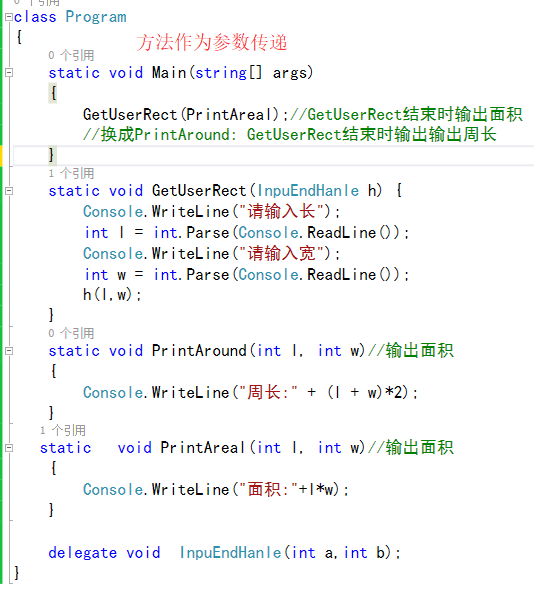 0 个引用
class Program
{
方法作为参数传递
0 个引用
static void Main(string[] args)
{
GetUserRect(PrintAreal);//GetUserRect结束时输出面积
//换成PrintAround: GetUserRect结束时输出输出周长
}
1 个引用
static void GetUserRect(InpuEndHanle h) {
Console.WriteLine("请输入长");
int l = int.Parse(Console.ReadLine());
Console.WriteLine("请输入宽");
int w = int.Parse(Console.ReadLine());
h(l,w);
}
0 个引用
static void PrintAround(int l, int w)//输出面积
{
Console.WriteLine("周长:" + (l + w)*2);
}
1 个引用
static void PrintAreal(int l, int w)//输出面积
{
Console.WriteLine("面积:"+l*w);
}
delegate void InpuEndHanle(int a,int b);
}